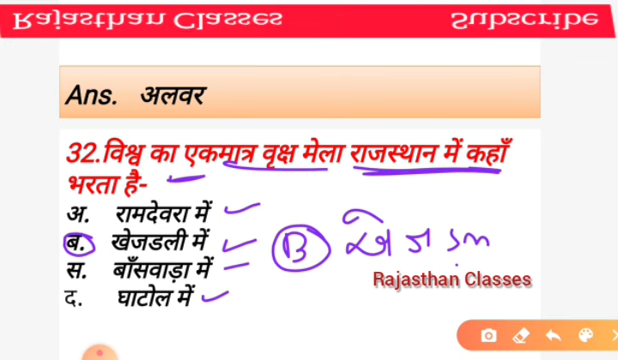 Rajasthan Classes Subscribe
Ans. अलवर
32.विश्व का एकमात्र वृक्ष मेला राजस्थान में कहाँ
भरता है-
अ. रामदेवरा में
ब. खेजडली में
B
स. बाँसवाड़ा में
Rajasthan Classes
द. घाटोल में